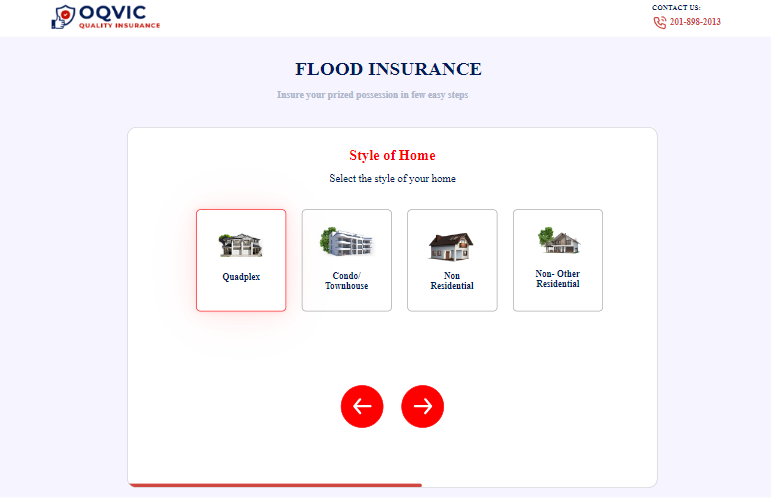 OQVIC
QUALITY INSURANCE
CONTACT US:
201-898-2013
FLOOD INSURANCE
Insure your prized possession in few easy steps
Style of Home
Select the style of your home
Quadplex
Condo/
Townhouse
Non
Residential
Non- Other
Residential